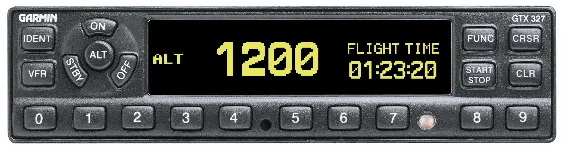 GARMIN
GTX 327
IDENT
ON
ALT
STBY
OFF
VFR
ALT
1200
FLIGHT TIME
01:23:20
FUNC
CRSR
START
STOP
CLR
0
1
2
3
4
5
6
7
8
9